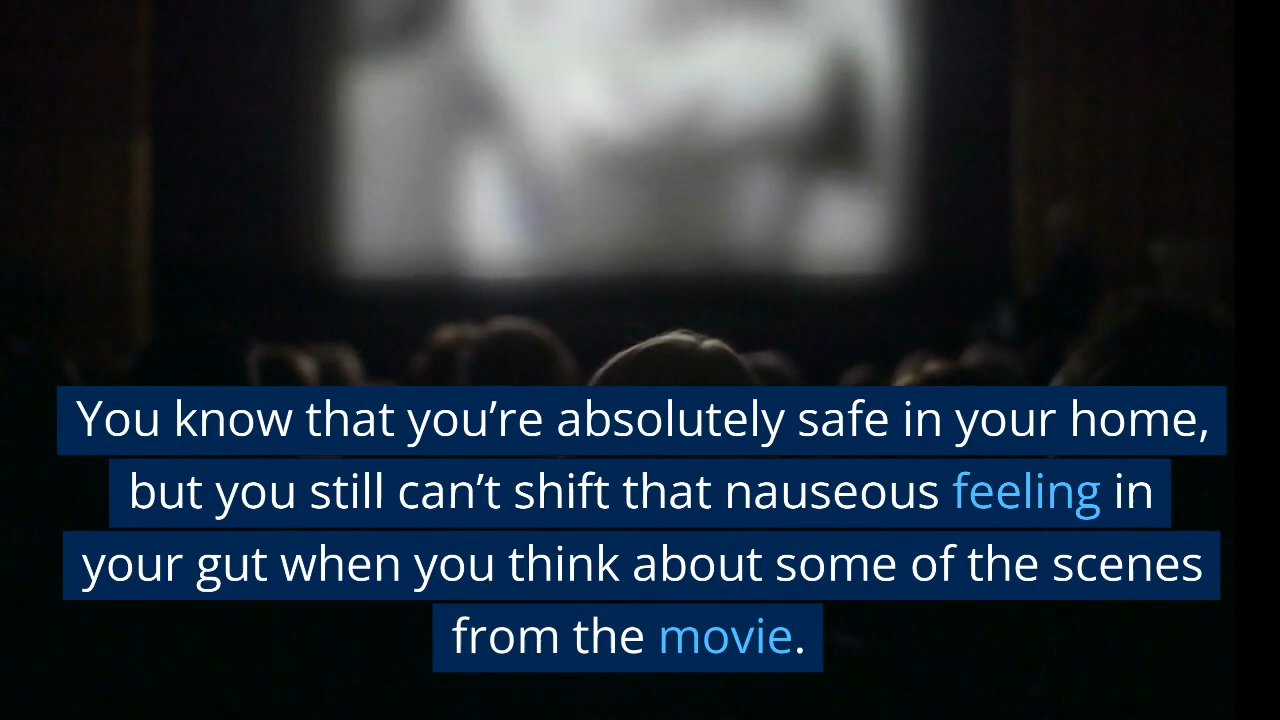 You know that you’re absolutely safe in your home,
but you still can’t shift that nauseous feeling in
your gut when you think about some of the scenes
from the movie.